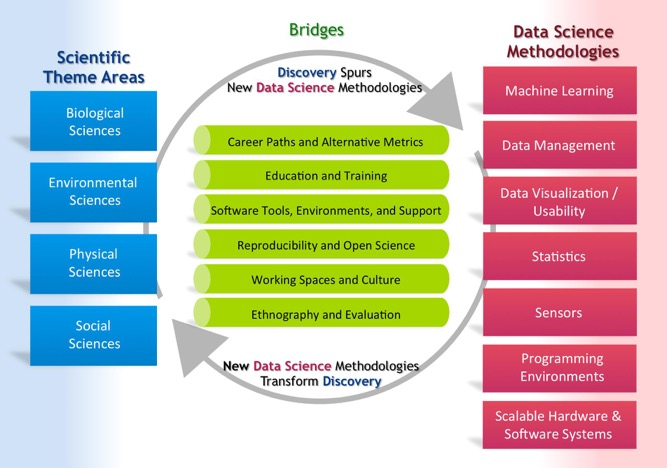 Bridges
Scientific
Theme Areas
Biological
Sciences
Environmental
Sciences
Physical
Sciences
Social
Sciences
Discovery Spurs
New Data Science Methodologies
Career Paths and Alternative Metrics
Education and Training
Software Tools, Environments, and Support
Reproducibility and Open Science
Working Spaces and Culture
Ethnography and Evaluation
New Data Science Methodologies
Transform Discovery
Data Science
Methodologies
Machine Learning
Data Management
Data Visualization /
Usability
Statistics
Sensors
Programming
Environments
Scalable Hardware &
Software Systems